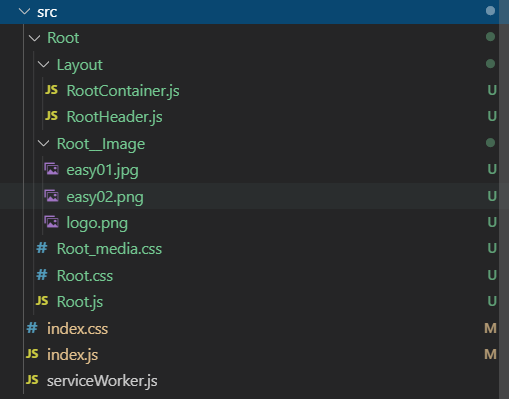 src
Root
Layout
JS RootContainer.js U
JS RootHeader.js U
Root__Image
easy01.jpg U
easy02.png U
logo.png U
# Root_media.css U
# Root.css U
JS Root.js U
# index.css M
JS index.js M
JS serviceWorker.js